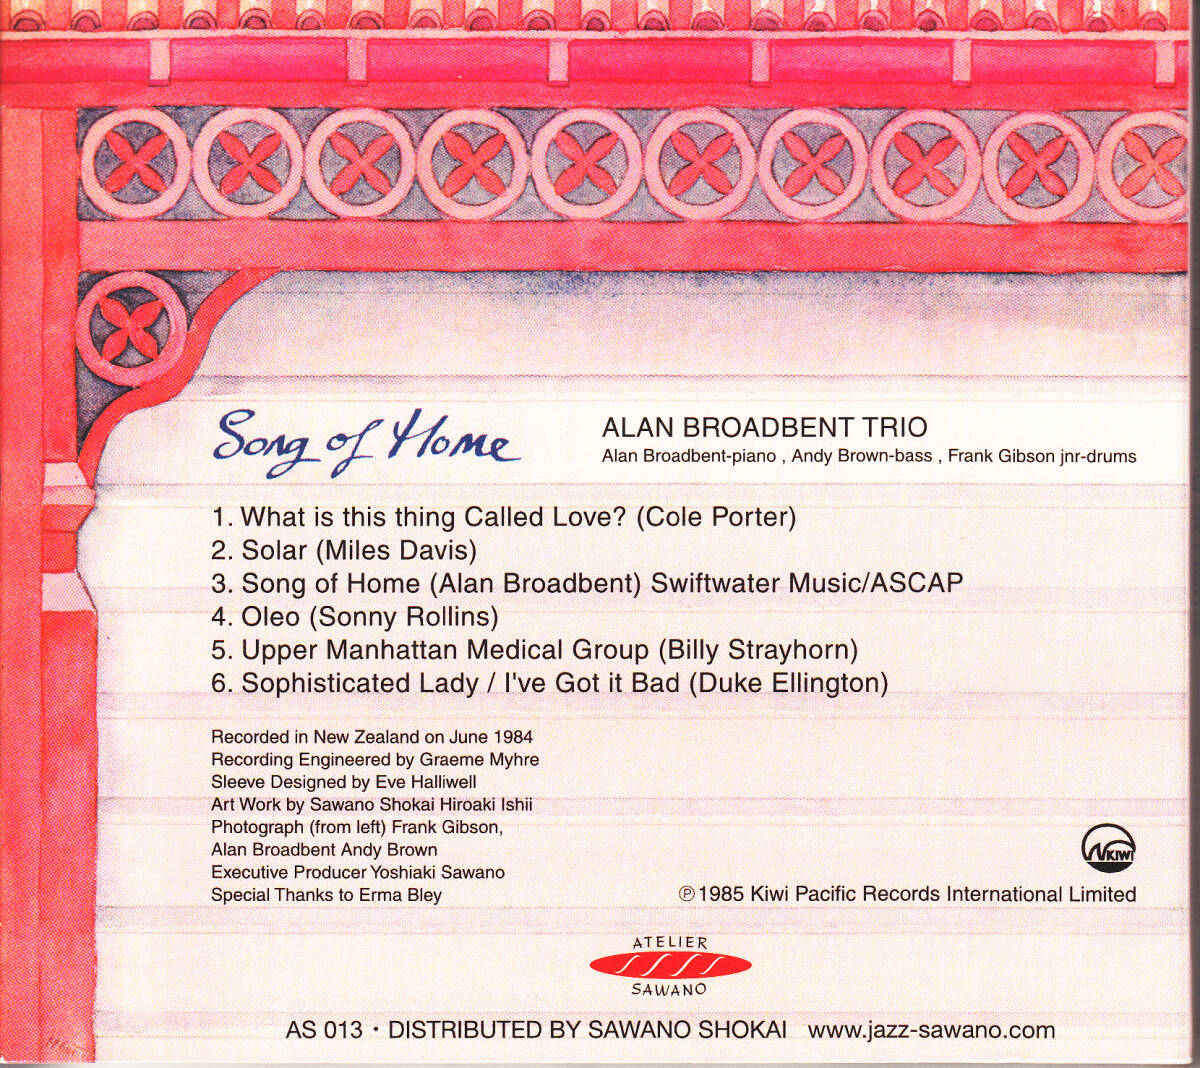 Song of Home
ALAN BROADBENT TRIO
Alan Broadbent-piano , Andy Brown-bass , Frank Gibson jnr-drums
1. What is this thing Called Love? (Cole Porter)
2. Solar (Miles Davis)
3. Song of Home (Alan Broadbent) Swiftwater Music/ASCAP
4. Oleo (Sonny Rollins)
5. Upper Manhattan Medical Group (Billy Strayhorn)
6. Sophisticated Lady / I've Got it Bad (Duke Ellington)
Recorded in New Zealand on June 1984
Recording Engineered by Graeme Myhre
Sleeve Designed by Eve Halliwell
Art Work by Sawano Shokai Hiroaki Ishii
Photograph (from left) Frank Gibson,
Alan Broadbent Andy Brown
Executive Producer Yoshiaki Sawano
Special Thanks to Erma Bley
KIWI
℗ 1985 Kiwi Pacific Records International Limited
ATELIER
SAWANO
AS 013・DISTRIBUTED BY SAWANO SHOKAI www.jazz-sawano.com